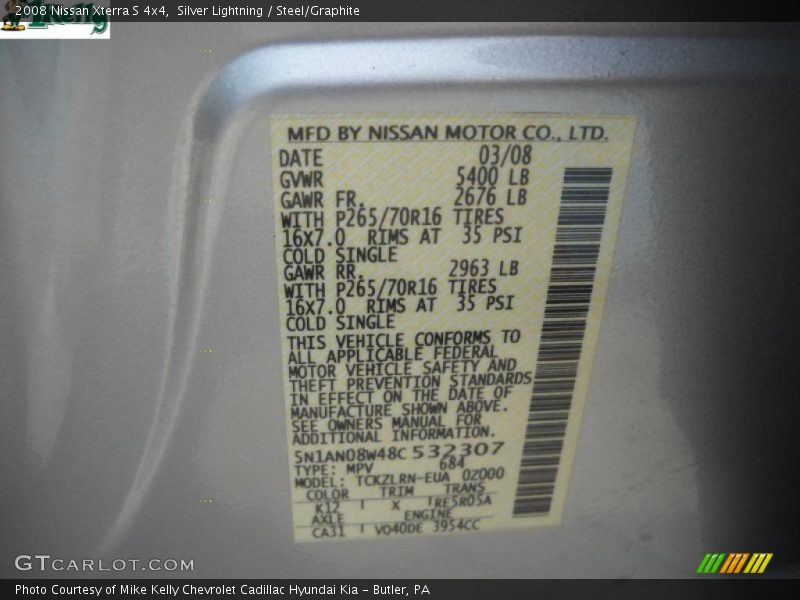 2008 Nissan Xterra S 4x4,  Silver Lightning / Steel/Graphite
MFD BY NISSAN MOTOR CO., LTD.
DATE 03/08
GVWR 5400 LB
GAWR FR. 2676 LB
WITH P265/70R16 TIRES
16X7.0 RIMS AT 35 PSI
COLD SINGLE
GAWR RR. 2963 LB
WITH P265/70R16 TIRES
16X7.0 RIMS AT 35 PSI
COLD SINGLE
THIS VEHICLE CONFORMS TO
ALL APPLICABLE FEDERAL
MOTOR VEHICLE SAFETY AND
THEFT PREVENTION STANDARDS
IN EFFECT ON THE DATE OF
MANUFACTURE SHOWN ABOVE.
SEE OWNERS MANUAL FOR
ADDITIONAL INFORMATION.
5N1AN08W48C532307
TYPE: MPV 684
MODEL: TCKZLRN-EUA 02000
COLOR TRIM TRANS
K12 X RE5R05A
AXLE ENGINE
CA31 VQ40DE 3954CC
GTCARLOT.COM
Photo Courtesy of Mike Kelly Chevrolet Cadillac Hyundai Kia – Butler, PA